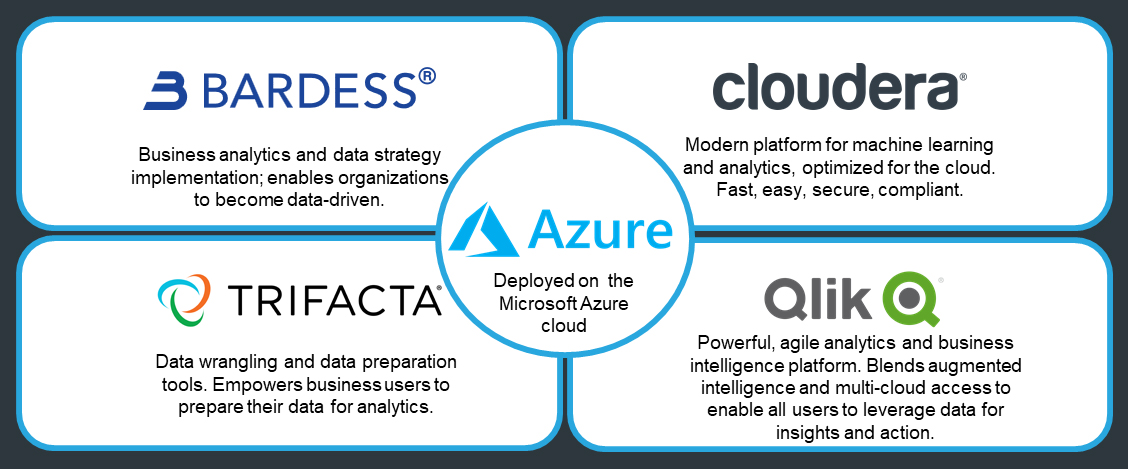 BARDESS®
Business analytics and data strategy
implementation; enables organizations
to become data-driven.
cloudera®
Modern platform for machine learning
and analytics, optimized for the cloud.
Fast, easy, secure, compliant.
Azure
Deployed on the
Microsoft Azure
cloud
TRIFACTA®
Data wrangling and data preparation
tools. Empowers business users to
prepare their data for analytics.
Qlik Q®
Powerful, agile analytics and business
intelligence platform. Blends augmented
intelligence and multi-cloud access to
enable all users to leverage data for
insights and action.